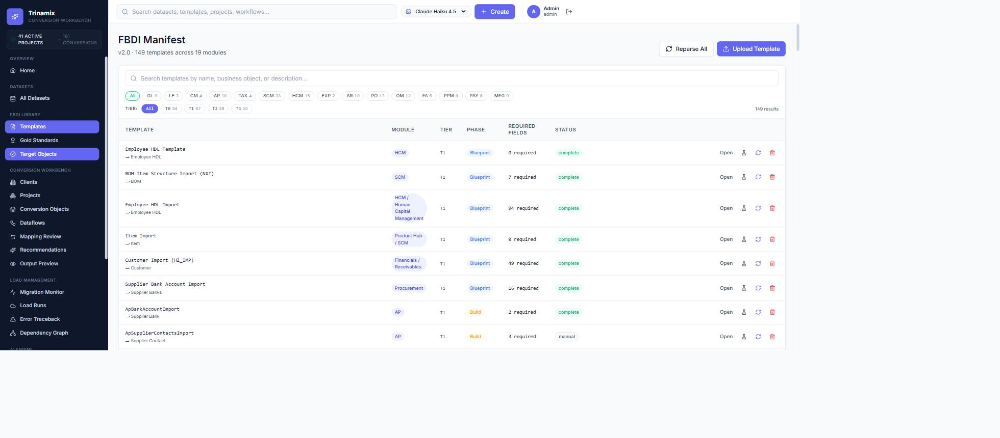 Trinamix
CONVERSION WORKBENCH
41 ACTIVE PROJECTS · 181 CONVERSIONS
OVERVIEW
Home
DATASETS
All Datasets
FBDI LIBRARY
Templates
Gold Standards
Target Objects
CONVERSION WORKBENCH
Clients
Projects
Conversion Objects
Dataflows
Mapping Review
Recommendations
Output Preview
LOAD MANAGEMENT
Migration Monitor
Load Runs
Error Traceback
Dependency Graph
AI ENGINE
Search datasets, templates, projects, workflows...
Claude Haiku 4.5
Create
A
Admin
admin
FBDI Manifest
v2.0 · 149 templates across 19 modules
Reparse All
Upload Template
Search templates by name, business object, or description...
All GL 9 LE 3 CM 4 AP 10 TAX 4 SCM 33 HCM 15 EXP 2 AR 10 PO 13 OM 12 FA 6 PPM 9 PAY 6 MFG 9
TIER: All T0 34 T1 67 T2 38 T3 10
149 results
TEMPLATE MODULE TIER PHASE REQUIRED FIELDS STATUS
Employee HDL Template
→ Employee HDL
HCM T1 Blueprint 0 required complete Open
BOM Item Structure Import (NXT)
→ BOM
SCM T1 Blueprint 7 required complete Open
Employee HDL Import
→ Employee HDL
HCM / Human Capital Management T1 Blueprint 94 required complete Open
Item Import
→ Item
Product Hub / SCM T1 Blueprint 0 required complete Open
Customer Import (HZ_IMP)
→ Customer
Financials / Receivables T1 Blueprint 49 required complete Open
Supplier Bank Account Import
→ Supplier Banks
Procurement T1 Blueprint 16 required complete Open
ApBankAccountImport
→ Supplier Bank
AP T1 Build 2 required complete Open
ApSupplierContactsImport
→ Supplier Contact
AP T1 Build 3 required manual Open